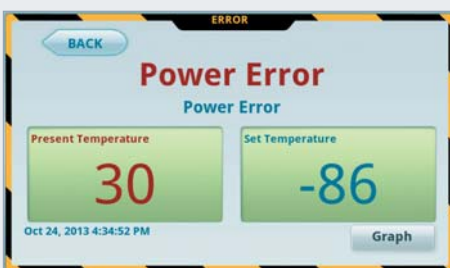 ERROR
BACK
Power Error
Power Error
Present Temperature
Set Temperature
30
-86
Oct 24, 2013 4:34:52 PM
Graph